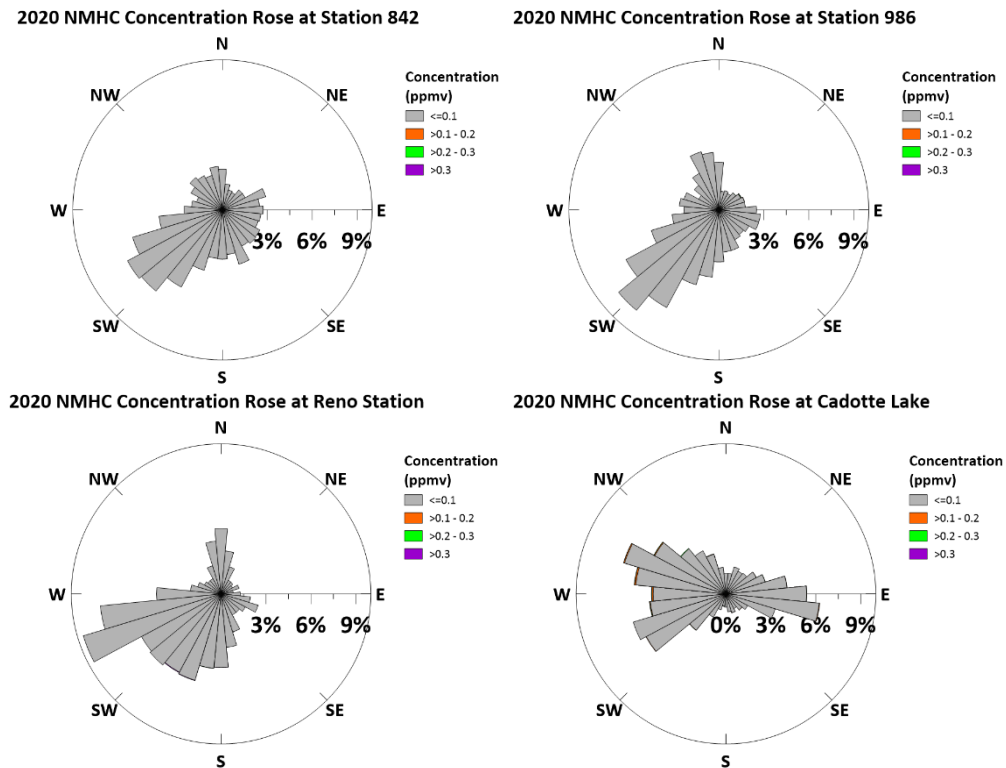 2020 NMHC Concentration Rose at Station 842
N
NW
NE
W
E
3%
6%
9%
SW
SE
S
Concentration
(ppmv)
<=0.1
>0.1 - 0.2
>0.2 - 0.3
>0.3
2020 NMHC Concentration Rose at Station 986
N
NW
NE
W
E
3%
6%
9%
SW
SE
S
Concentration
(ppmv)
<=0.1
>0.1 - 0.2
>0.2 - 0.3
>0.3
2020 NMHC Concentration Rose at Reno Station
N
NW
NE
W
E
3%
6%
9%
SW
SE
S
Concentration
(ppmv)
<=0.1
>0.1 - 0.2
>0.2 - 0.3
>0.3
2020 NMHC Concentration Rose at Cadotte Lake
N
NW
NE
W
E
0%
3%
6%
9%
SW
SE
S
Concentration
(ppmv)
<=0.1
>0.1 - 0.2
>0.2 - 0.3
>0.3